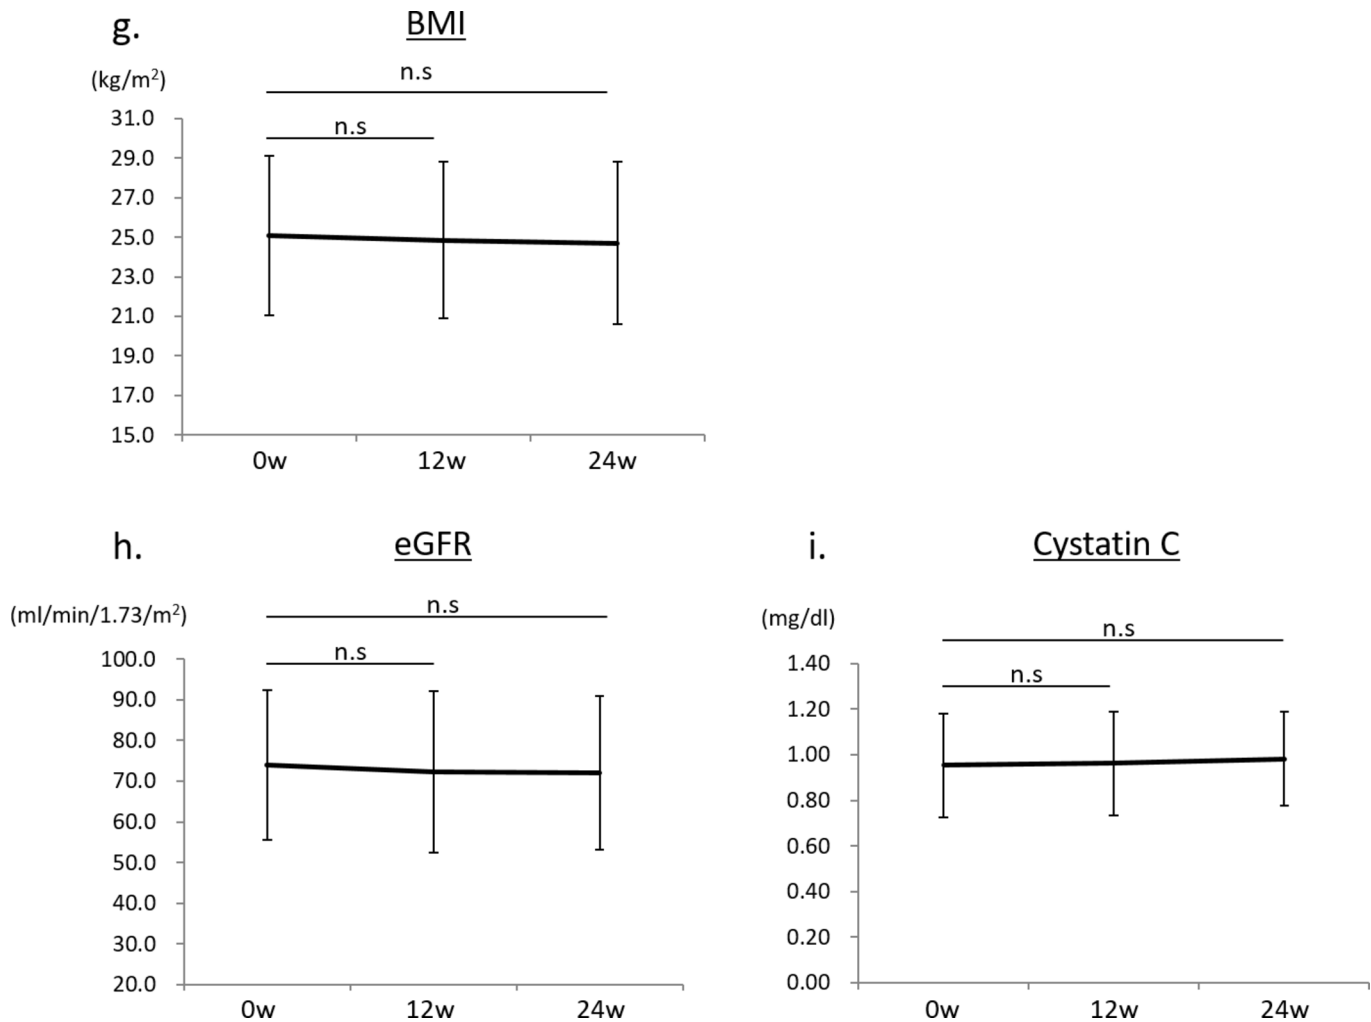 g.
BMI
(kg/m²)
n.s
n.s
31.0
29.0
27.0
25.0
23.0
21.0
19.0
17.0
15.0
0w 12w 24w
h.
eGFR
(ml/min/1.73/m²)
n.s
n.s
100.0
90.0
80.0
70.0
60.0
50.0
40.0
30.0
20.0
0w 12w 24w
i.
Cystatin C
(mg/dl)
n.s
n.s
1.40
1.20
1.00
0.80
0.60
0.40
0.20
0.00
0w 12w 24w